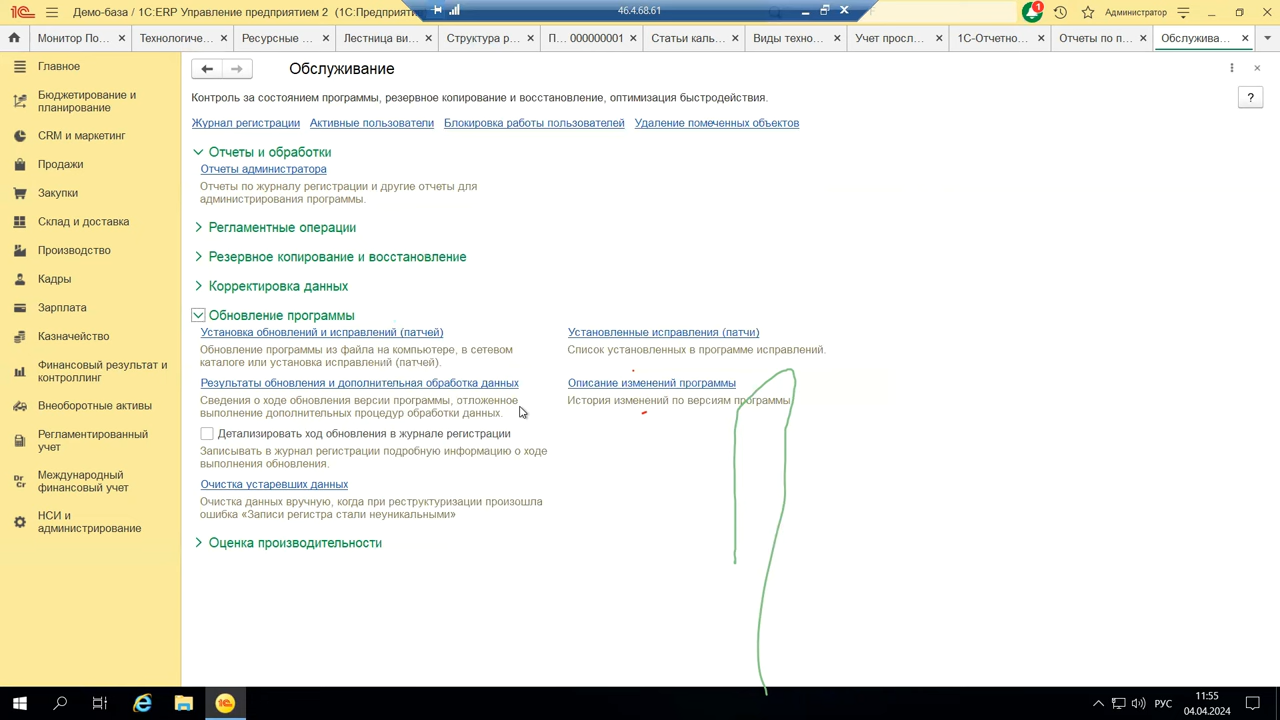 Демо-база / 1С:ERP Управление предприятием 2 (1С:Предприяти
46.4.68.61
1
Администратор
Монитор По...
Технологиче...
Ресурсные ...
Лестница ви...
Структура р...
П... 000000001
Статьи каль...
Виды техно...
Учет просл...
1С-Отчетно...
Отчеты по п...
Обслужива...
Главное
Бюджетирование и
планирование
CRM и маркетинг
Продажи
Закупки
Склад и доставка
Производство
Кадры
Зарплата
Казначейство
Финансовый результат и
контроллинг
Внеоборотные активы
Регламентированный
учет
Dr
Cr
Международный
финансовый учет
НСИ и
администрирование
Обслуживание
?
Контроль за состоянием программы, резервное копирование и восстановление, оптимизация быстродействия.
Журнал регистрации Активные пользователи Блокировка работы пользователей Удаление помеченных объектов
Отчеты и обработки
Отчеты администратора
Отчеты по журналу регистрации и другие отчеты для
администрирования программы.
Регламентные операции
Резервное копирование и восстановление
Корректировка данных
Обновление программы
Установка обновлений и исправлений (патчей)
Обновление программы из файла на компьютере, в сетевом
каталоге или установка исправлений (патчей).
Установленные исправления (патчи)
Список установленных в программе исправлений.
Результаты обновления и дополнительная обработка данных
Сведения о ходе обновления версии программы, отложенное
выполнение дополнительных процедур обработки данных.
Описание изменений программы
История изменений по версиям программы.
Детализировать ход обновления в журнале регистрации
Записывать в журнал регистрации подробную информацию о ходе
выполнения обновления.
Очистка устаревших данных
Очистка данных вручную, когда при реструктуризации произошла
ошибка «Записи регистра стали неуникальными»
Оценка производительности
РУС
11:55
04.04.2024